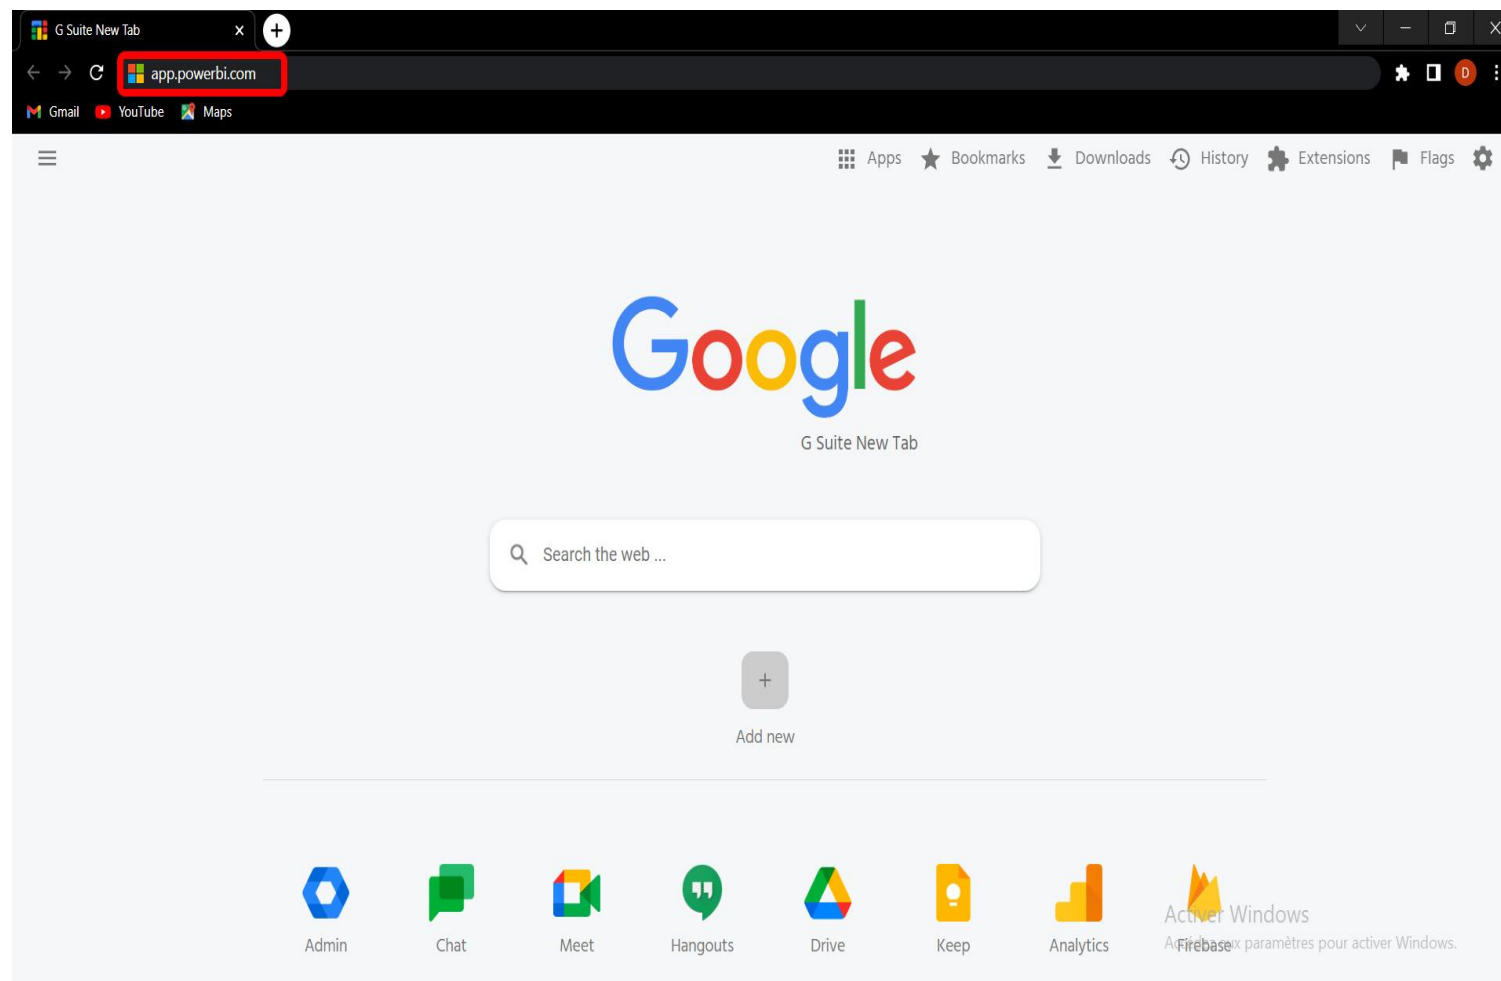 G Suite New Tab
app.powerbi.com
Gmail YouTube Maps
D
Apps Bookmarks Downloads History Extensions Flags
Google
G Suite New Tab
Search the web ...
Add new
Activer Windows
Accédez aux paramètres pour activer Windows.
Admin Chat Meet Hangouts Drive Keep Analytics Firebase